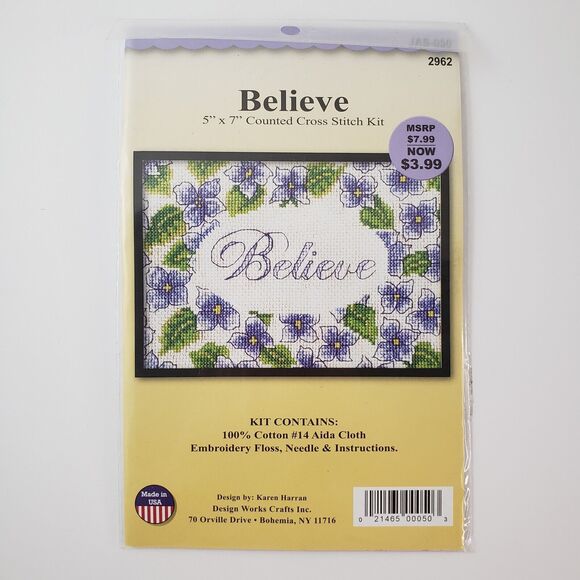 JAS-050
2962
Believe
5" x 7" Counted Cross Stitch Kit
MSRP
$7.99
NOW
$3.99
Believe
KIT CONTAINS:
100% Cotton #14 Aida Cloth
Embroidery Floss, Needle & Instructions.
Made in
USA
Design by: Karen Harran
Design Works Crafts Inc.
70 Orville Drive • Bohemia, NY 11716
0 21465 00050 3